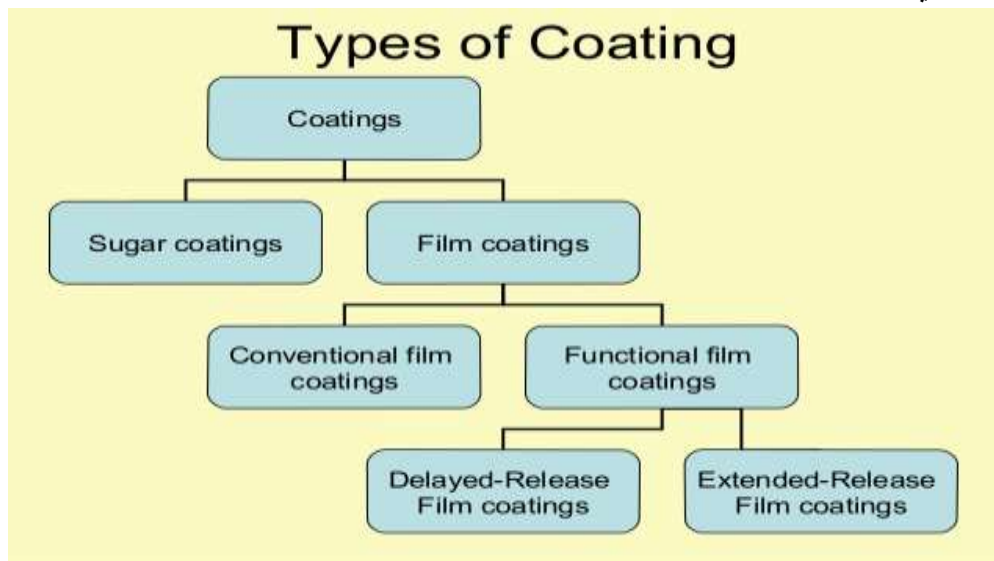 Types of Coating
Coatings
Sugar coatings
Film coatings
Conventional film
coatings
Functional film
coatings
Delayed-Release
Film coatings
Extended-Release
Film coatings